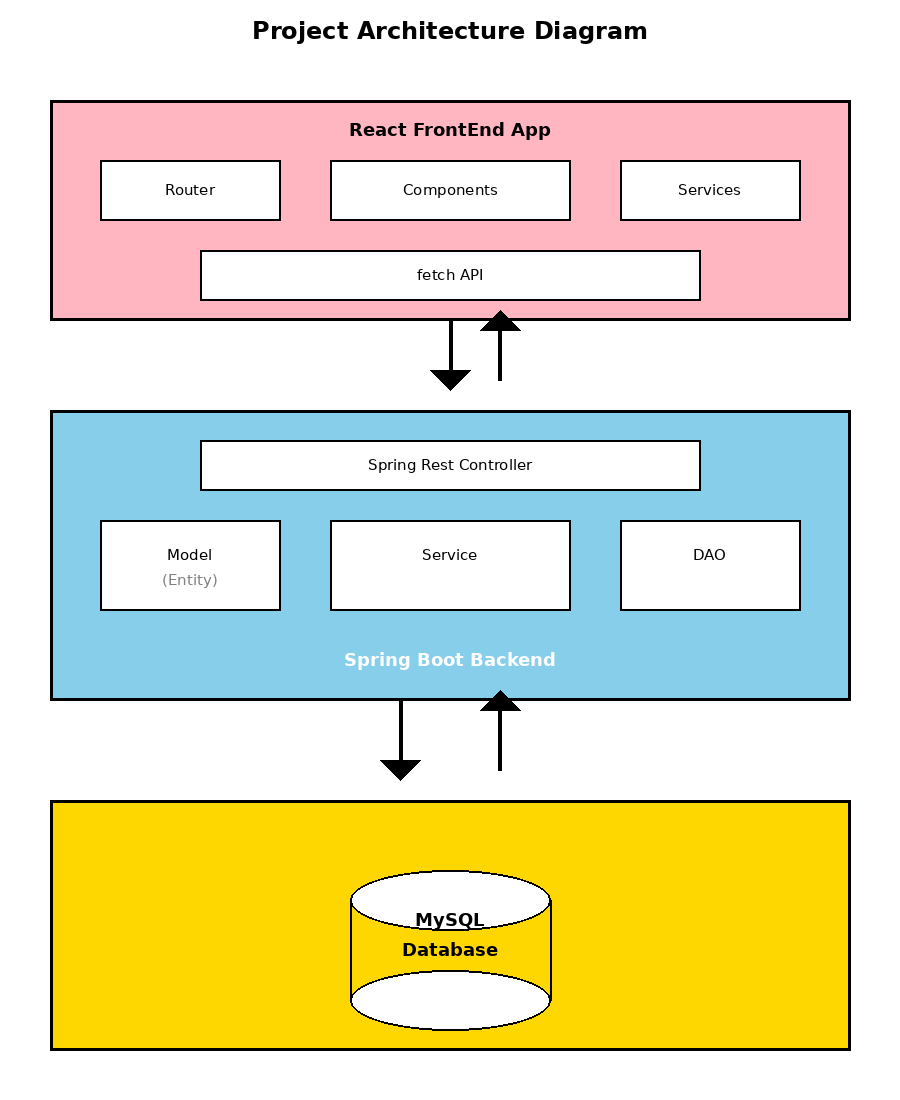 Project Architecture Diagram
React FrontEnd App
Router
Components
Services
fetch API
Spring Rest Controller
Model
(Entity)
Service
DAO
Spring Boot Backend
MySQL
Database